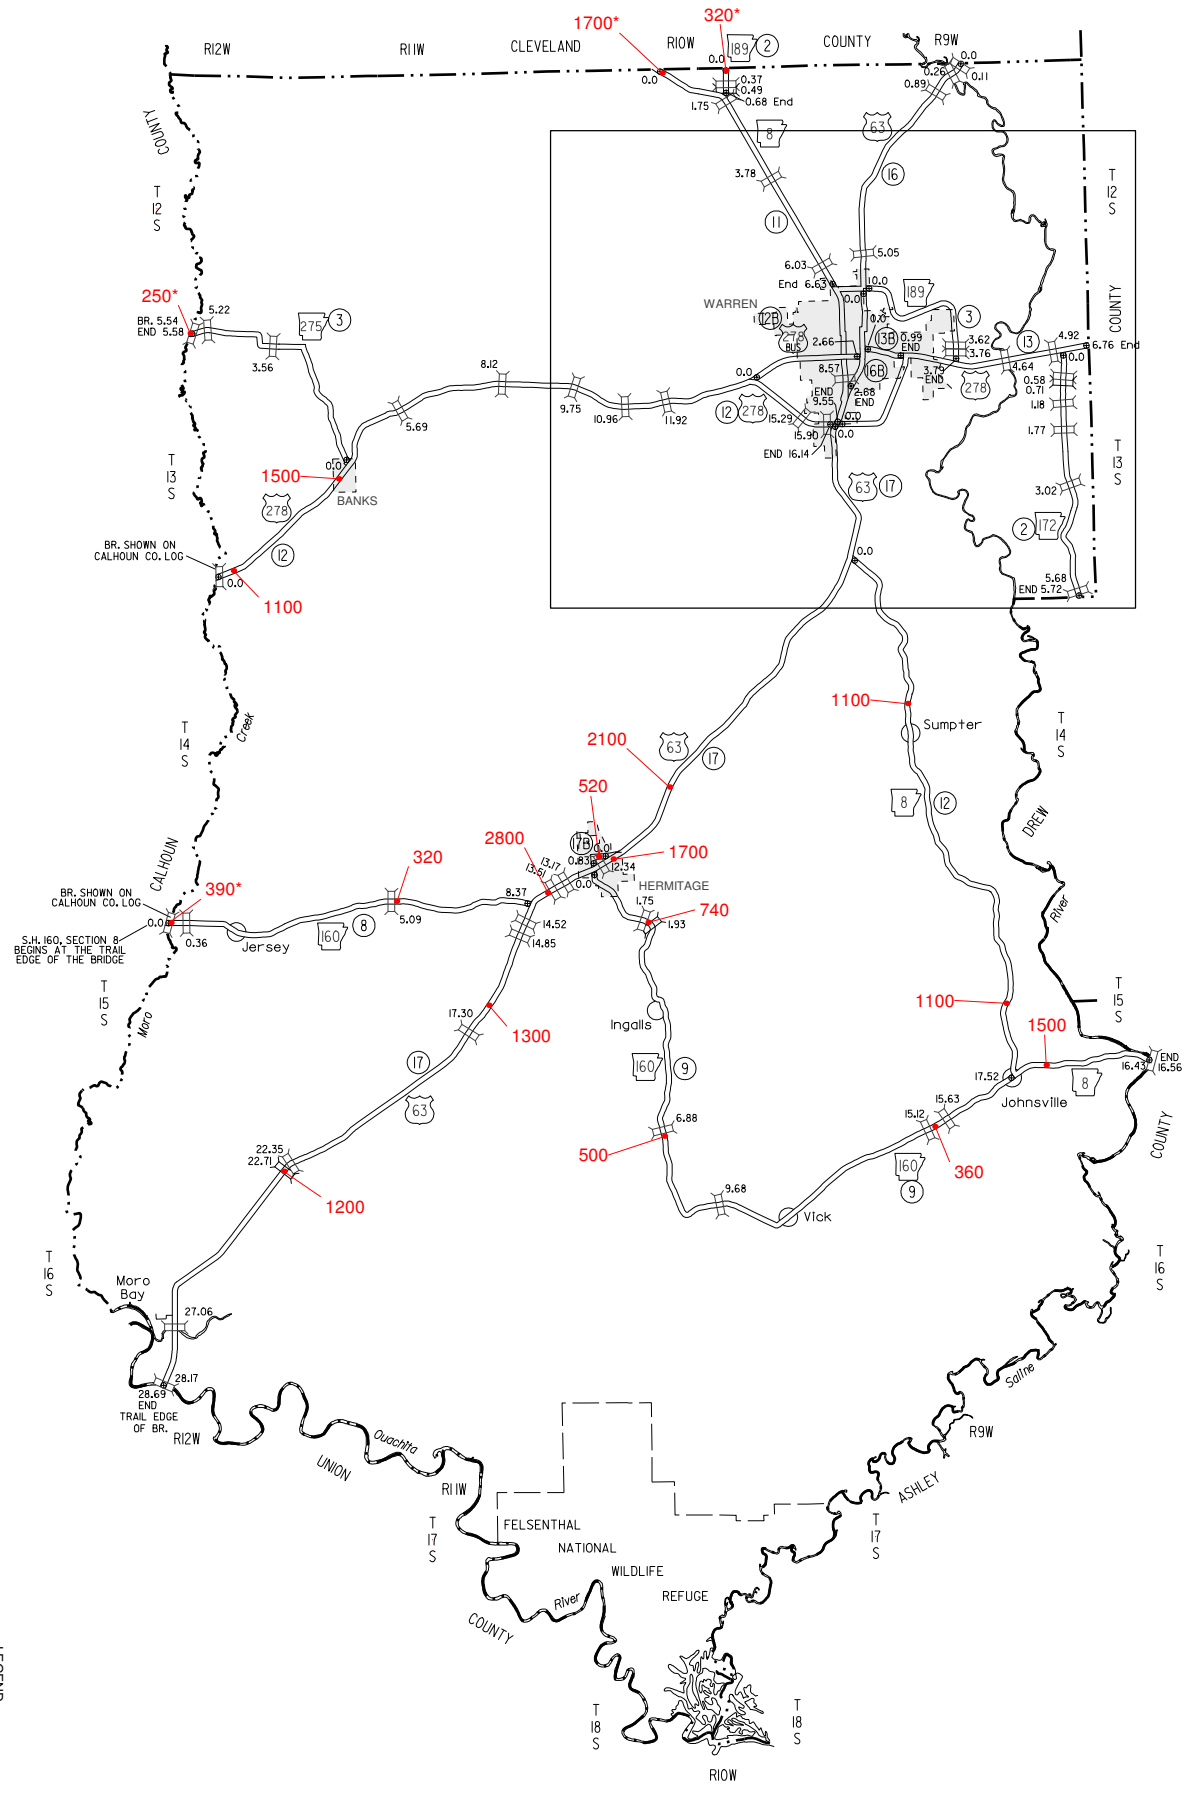 1700*
320*
R12W
R11W
CLEVELAND
R10W
189
2
COUNTY
R9W
0.0
0.0
0.37
0.49
0.68 End
1.75
0.0
0.26
0.11
0.89
COUNTY
8
63
3.78
16
T
12
S
T
12
S
11
5.05
6.03
End 6.63
0.0
0.0
189
WARREN
250*
5.22
BR. 5.54
END 5.58
275
3
3.56
12B
278
BUS
0.0
13B
0.99
END
3
3.62
3.76
13
4.92
COUNTY
6.76 End
0.0
2.66
16B
3.79
END
4.64
278
8.12
0.0
8.57
END
9.55
2.68
END
0.58
0.71
1.18
9.75
10.96
11.92
12
278
15.29
15.90
0.0
0.0
END 16.14
1.77
5.69
T
13
S
T
13
S
0.0
1500
BANKS
278
12
63
17
3.02
2
172
BR. SHOWN ON
CALHOUN CO. LOG
0.0
1100
0.0
5.68
END 5.72
1100
Sumpter
T
14
S
Creek
T
14
S
2100
63
17
520
8
12
DREW
17B
0.0
0.83
2800
13.17
13.51
1700
12.34
0.0
HERMITAGE
CALHOUN
320
BR. SHOWN ON
CALHOUN CO. LOG
390*
8.37
1.75
740
1.93
River
0.0
S.H. 160, SECTION 8
BEGINS AT THE TRAIL
EDGE OF THE BRIDGE
0.36
Jersey
160
8
5.09
14.52
14.85
T
15
S
T
15
S
Moro
17.30
1300
Ingalls
1100
1500
17
63
160
9
END
16.43
16.56
17.52
Johnsville
8
6.88
500
15.12
15.63
COUNTY
22.35
22.71
1200
360
160
9
9.68
Vick
T
16
S
T
16
S
Moro
Bay
27.06
28.17
28.69
END
TRAIL EDGE
OF BR.
Saline
R12W
Ouachita
UNION
R9W
R11W
ASHLEY
T
17
S
T
17
S
FELSENTHAL
NATIONAL
WILDLIFE
REFUGE
River
COUNTY
T
18
S
T
18
S
R10W
LEGEND